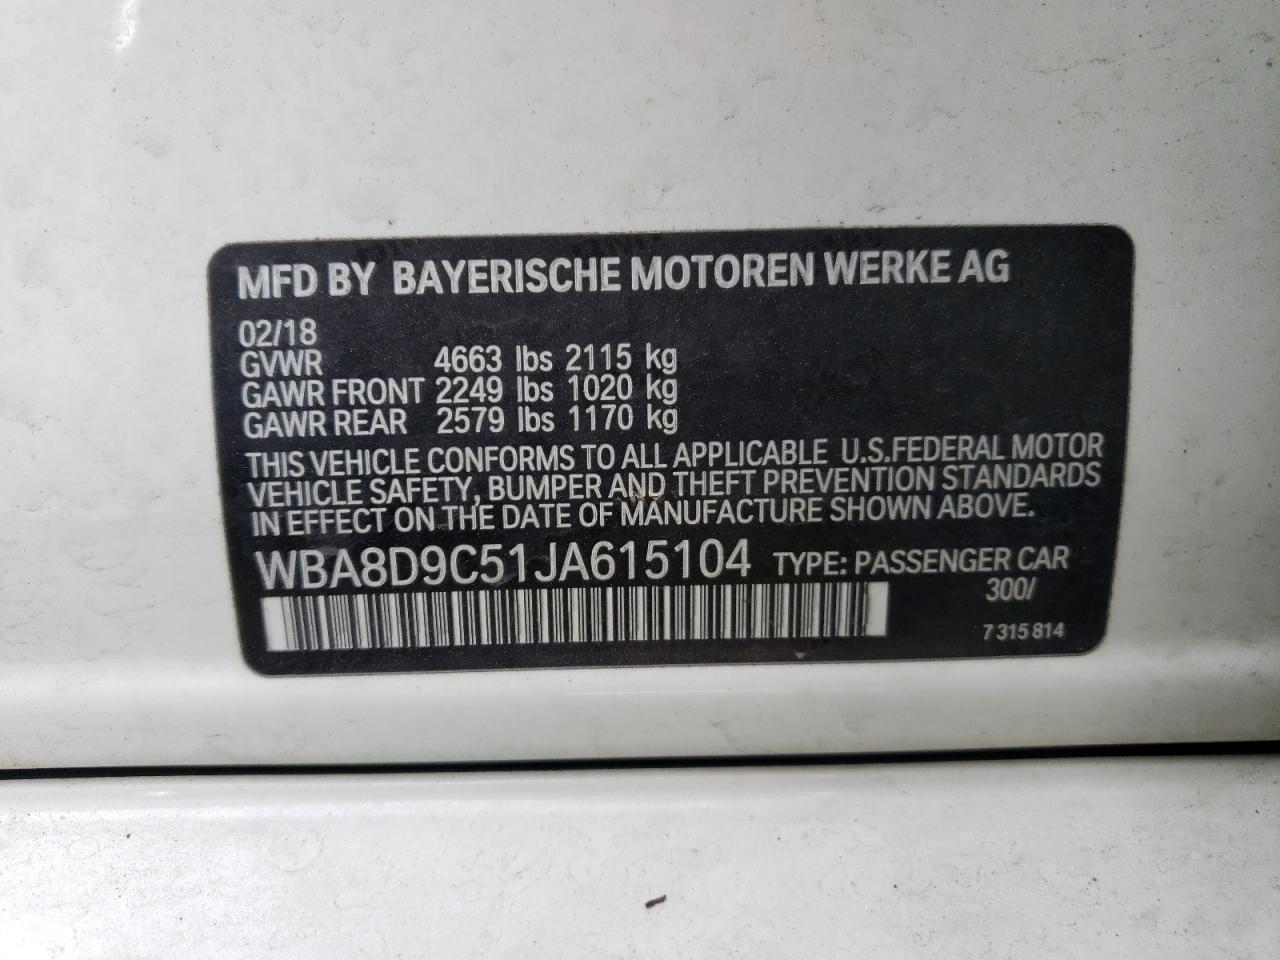 MFD BY BAYERISCHE MOTOREN WERKE AG
02/18
GVWR 4663 lbs 2115 kg
GAWR FRONT 2249 lbs 1020 kg
GAWR REAR 2579 lbs 1170 kg
THIS VEHICLE CONFORMS TO ALL APPLICABLE U.S.FEDERAL MOTOR
VEHICLE SAFETY, BUMPER AND THEFT PREVENTION STANDARDS
IN EFFECT ON THE DATE OF MANUFACTURE SHOWN ABOVE.
WBA8D9C51JA615104 TYPE: PASSENGER CAR
300/
7 315 814